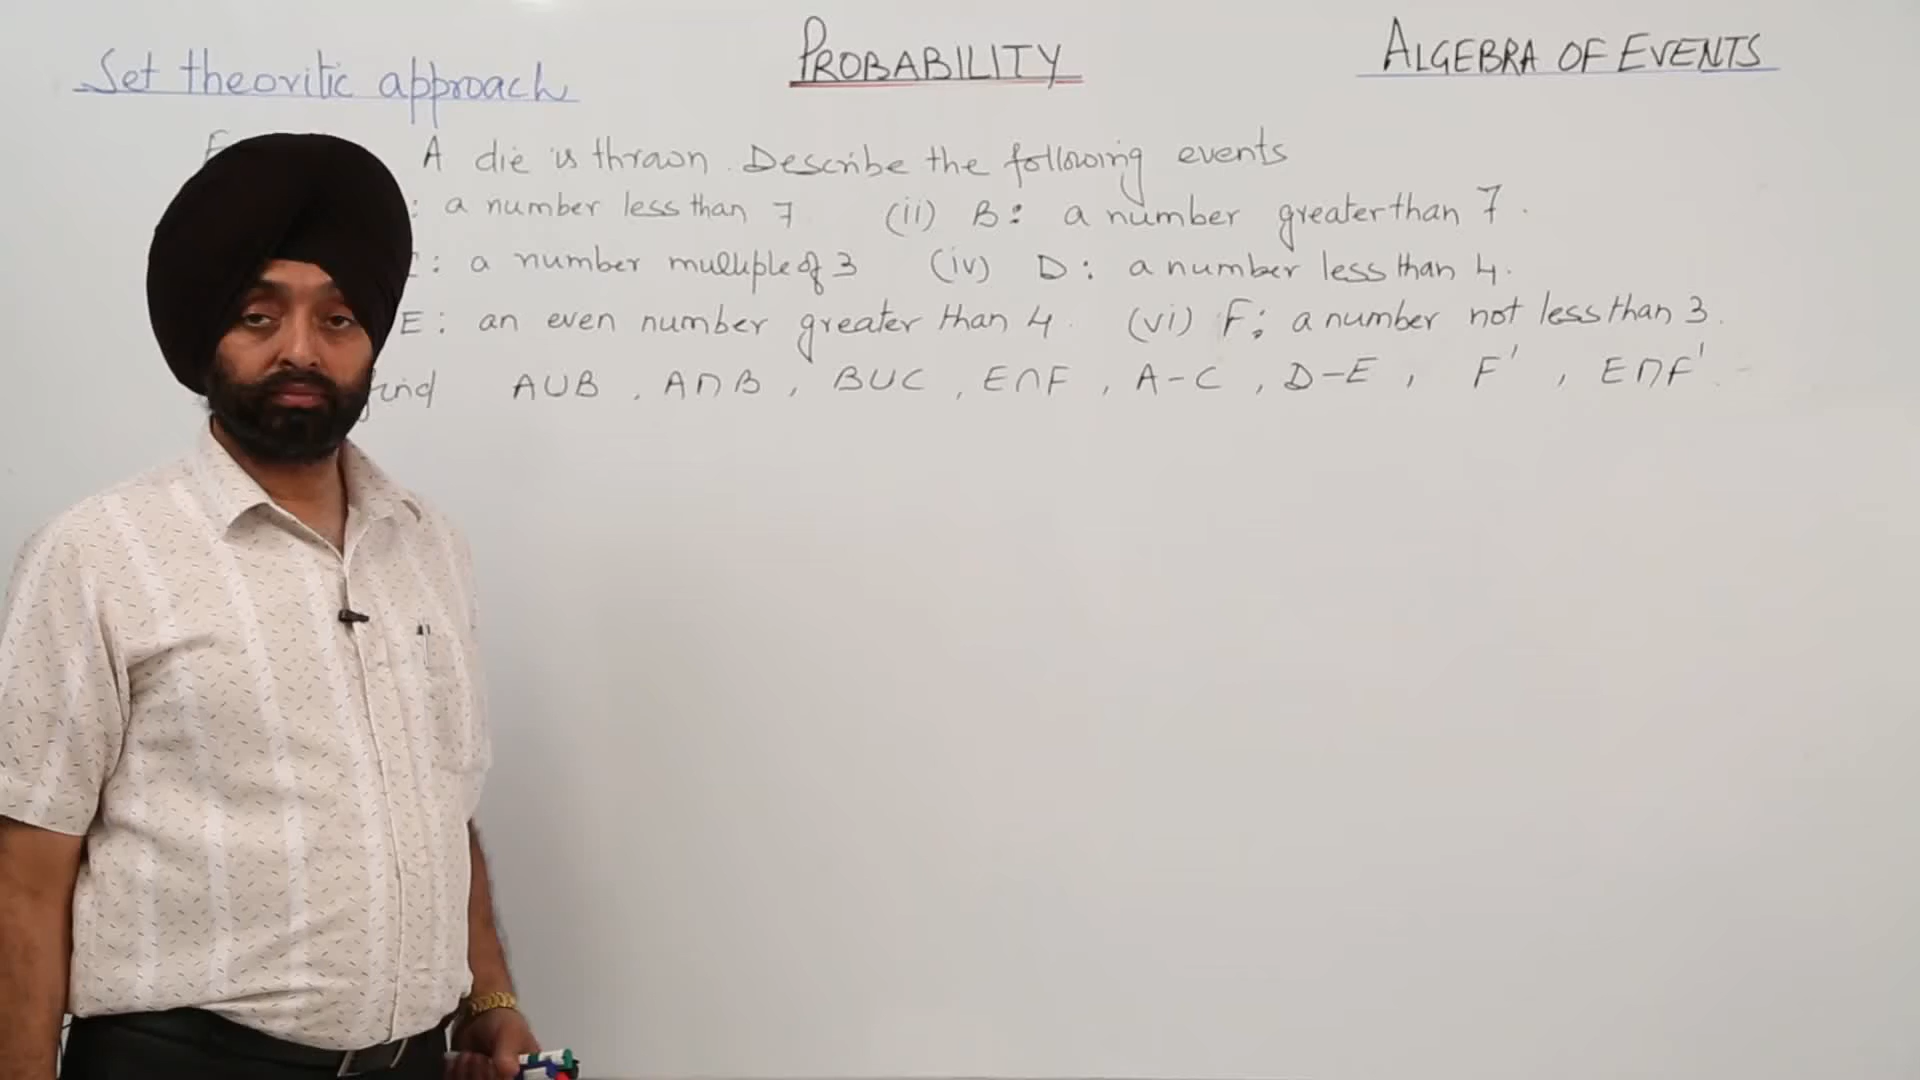 Set theoritic approach PROBABILITY ALGEBRA OF EVENTS
A die is thrown. Describe the following events
: a number less than 7 (ii) B: a number greater than 7.
: a number multiple of 3 (iv) D: a number less than 4.
E: an even number greater than 4. (vi) F: a number not less than 3.
find A∪B, A∩B, B∪C, E∩F, A-C, D-E, F', E∩F'.